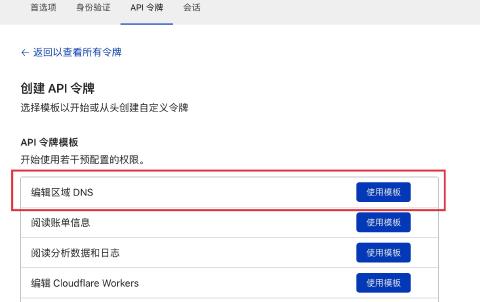 首选项 身份验证 API 令牌 会话
← 返回以查看所有令牌
创建 API 令牌
选择模板以开始或从头创建自定义令牌
API 令牌模板
开始使用若干预配置的权限。
编辑区域 DNS 使用模板
阅读账单信息 使用模板
阅读分析数据和日志 使用模板
编辑 Cloudflare Workers 使用模板